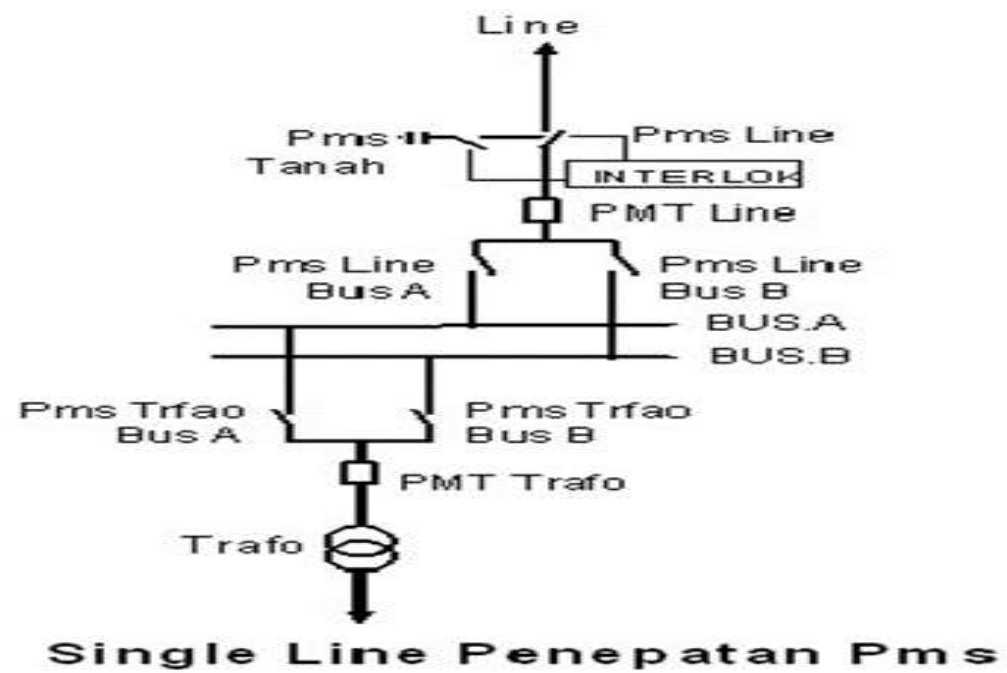 Line
Pms
Tanah
Pms Line
INTERLOK
PMT Line
Pms Line
Bus A
Pms Line
Bus B
BUS.A
BUS.B
Pms Trfao
Bus A
Pms Trfao
Bus B
PMT Trafo
Trafo
Single Line Penepatan Pms